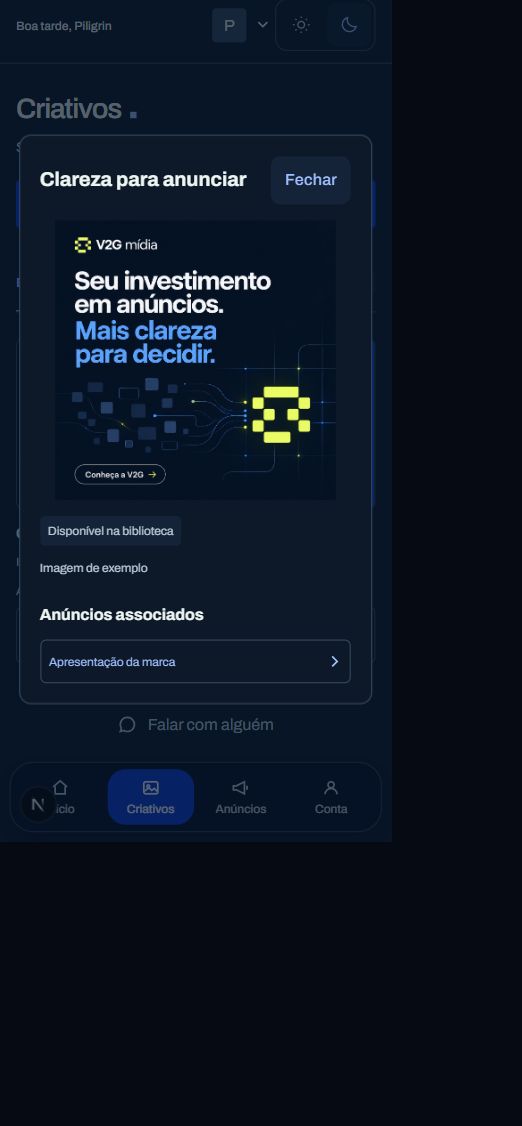 Boa tarde, Piligrin
P
Criativos .
Clareza para anunciar
Fechar
V2G mídia
Seu investimento
em anúncios.
Mais clareza
para decidir.
Conheça a V2G →
Disponível na biblioteca
Imagem de exemplo
Anúncios associados
Apresentação da marca
Falar com alguém
N
Criativos
Anúncios
Conta